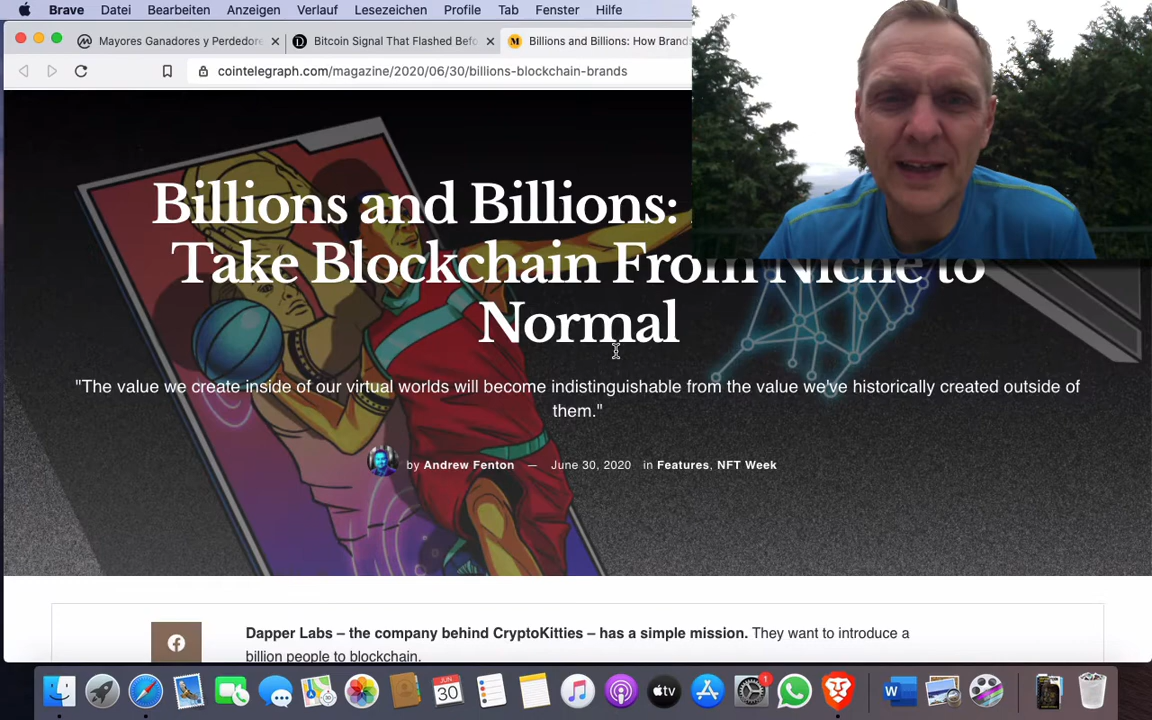 Brave Datei Bearbeiten Anzeigen Verlauf Lesezeichen Profile Tab Fenster Hilfe
Mayores Ganadores y Perdedore
Bitcoin Signal That Flashed Befo
Billions and Billions: How Brand
cointelegraph.com/magazine/2020/06/30/billions-blockchain-brands
Billions and Billions:
Take Blockchain From Niche to
Normal
"The value we create inside of our virtual worlds will become indistinguishable from the value we've historically created outside of
them."
by Andrew Fenton — June 30, 2020 in Features, NFT Week
Dapper Labs – the company behind CryptoKitties – has a simple mission. They want to introduce a
billion people to blockchain.
JUN
30
tv
1
W